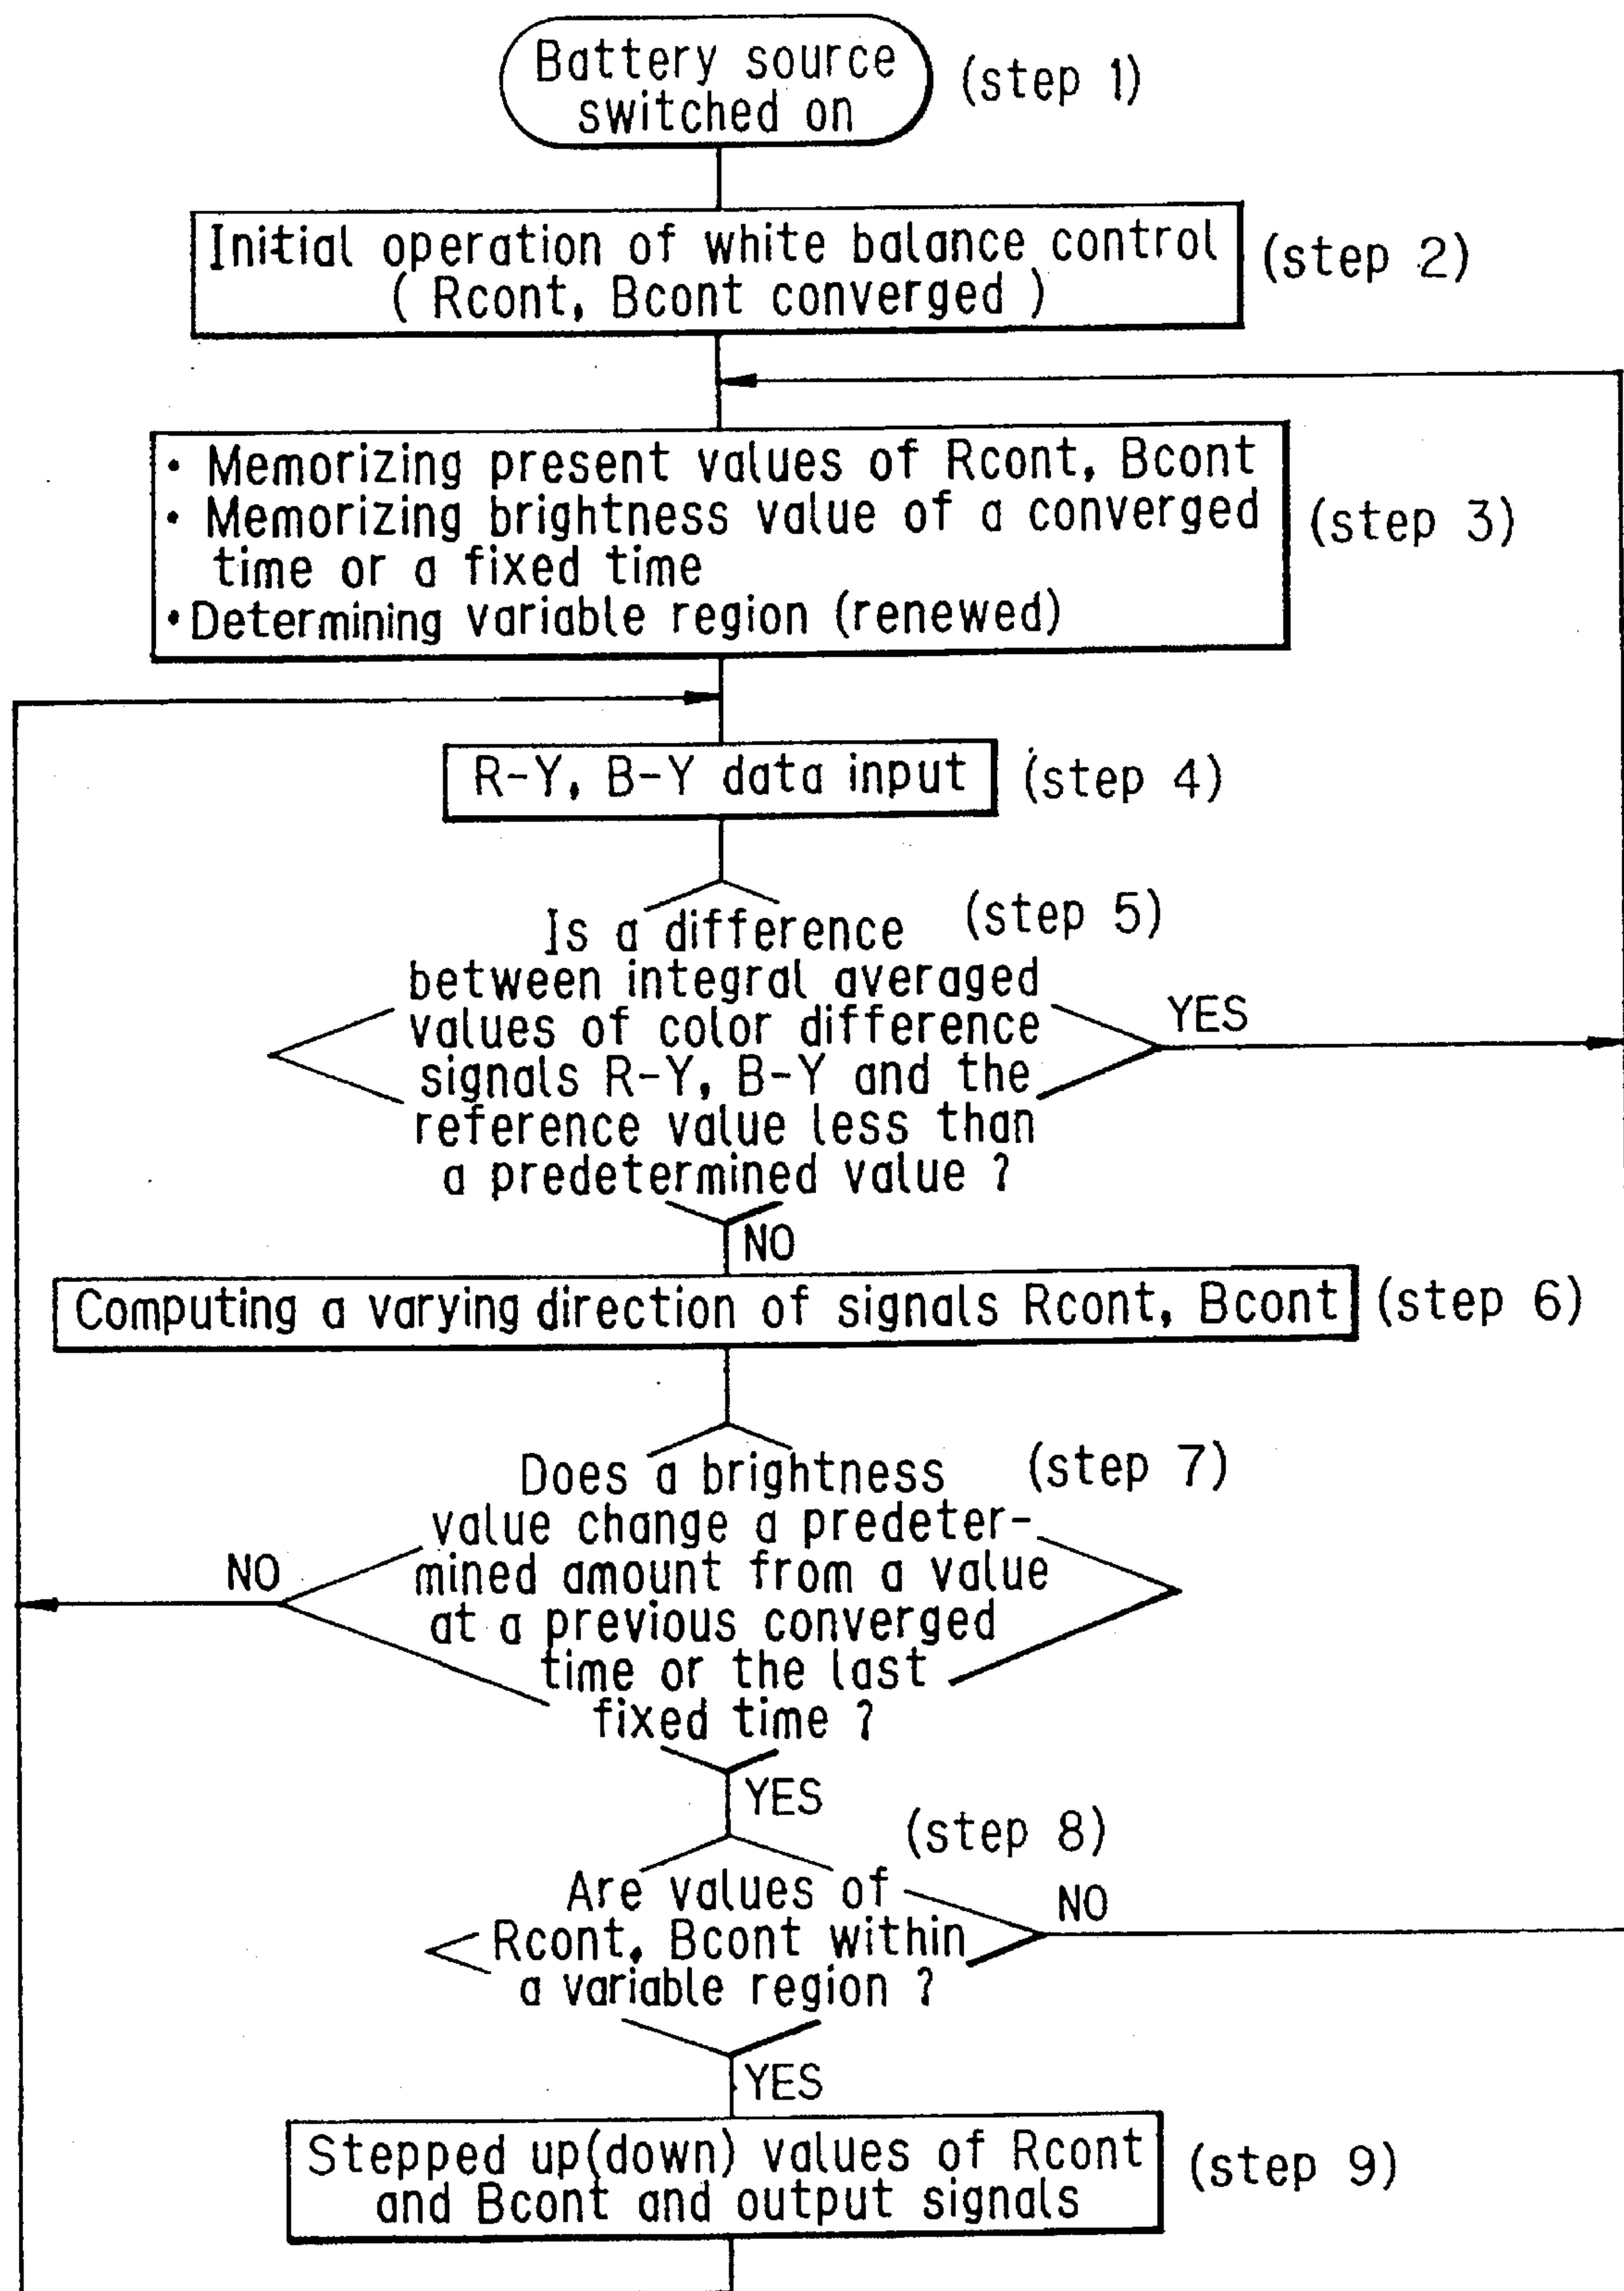 Battery source
switched on
(step 1)
Initial operation of white balance control
( Rcont, Bcont converged )
(step 2)
• Memorizing present values of Rcont, Bcont
• Memorizing brightness value of a converged
time or a fixed time
• Determining variable region (renewed)
(step 3)
R-Y, B-Y data input
(step 4)
(step 5)
Is a difference
between integral averaged
values of color difference
signals R-Y, B-Y and the
reference value less than
a predetermined value ?
YES
NO
Computing a varying direction of signals Rcont, Bcont
(step 6)
(step 7)
Does a brightness
value change a predeter-
mined amount from a value
at a previous converged
time or the last
fixed time ?
NO
YES
(step 8)
Are values of
Rcont, Bcont within
a variable region ?
NO
YES
Stepped up(down) values of Rcont
and Bcont and output signals
(step 9)